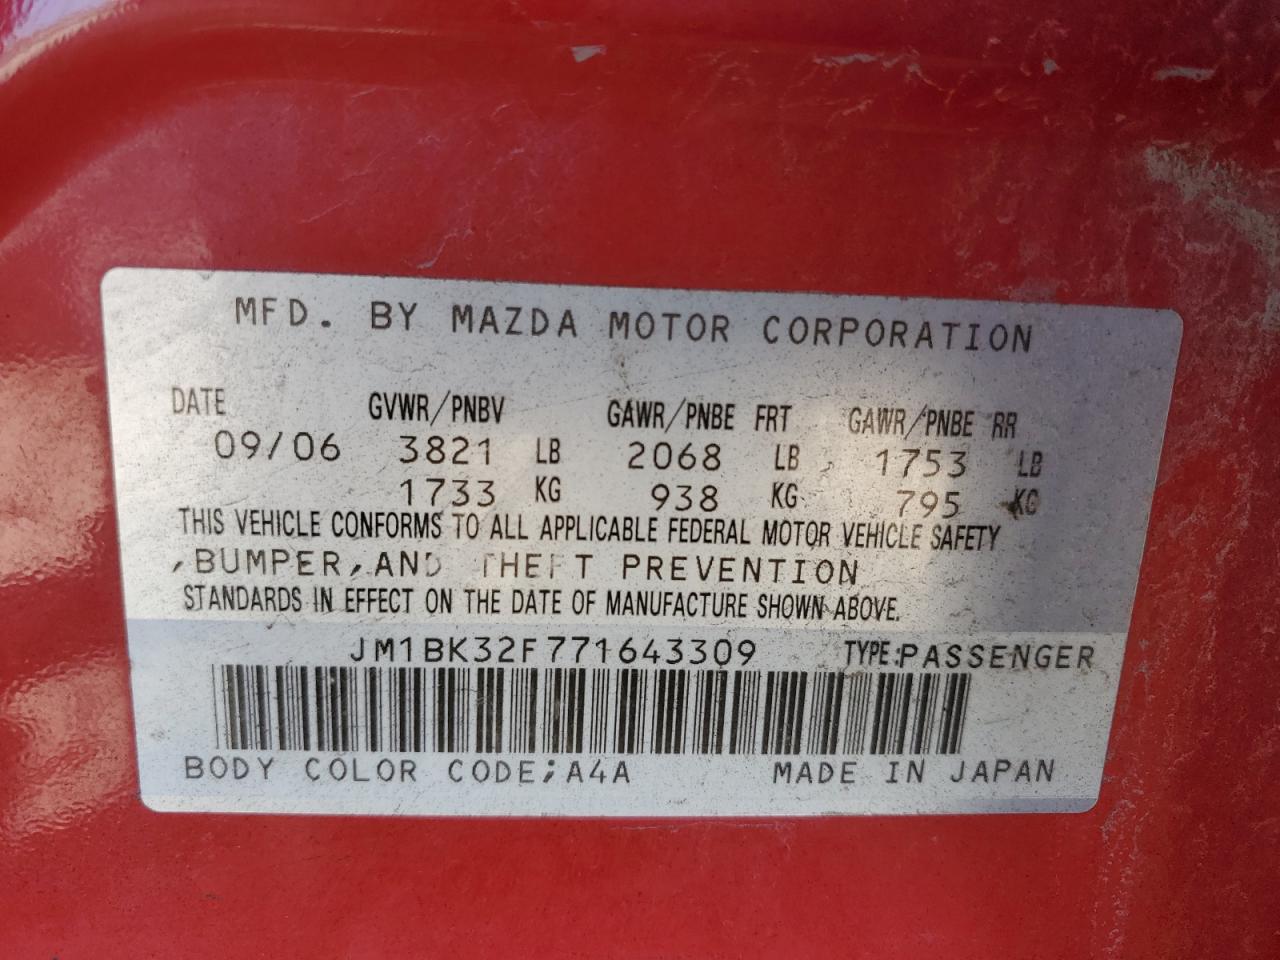 MFD. BY MAZDA MOTOR CORPORATION
DATE GVWR/PNBV GAWR/PNBE FRT GAWR/PNBE RR
09/06 3821 LB 2068 LB 1753 LB
1733 KG 938 KG 795 KG
THIS VEHICLE CONFORMS TO ALL APPLICABLE FEDERAL MOTOR VEHICLE SAFETY
,BUMPER,AND THEFT PREVENTION
STANDARDS IN EFFECT ON THE DATE OF MANUFACTURE SHOWN ABOVE.
JM1BK32F771643309 TYPE:PASSENGER
BODY COLOR CODE;A4A MADE IN JAPAN